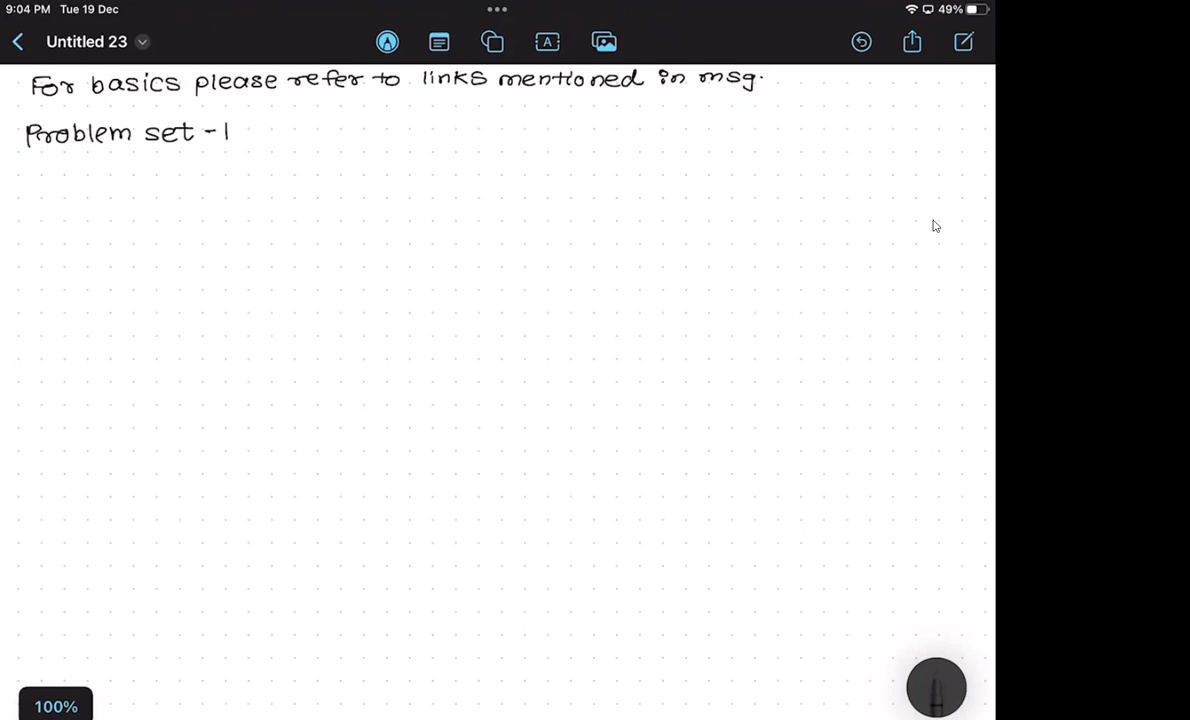 9:04 PM Tue 19 Dec 49%
Untitled 23
For basics please refer to links mentioned in msg.
Problem set -1
100%